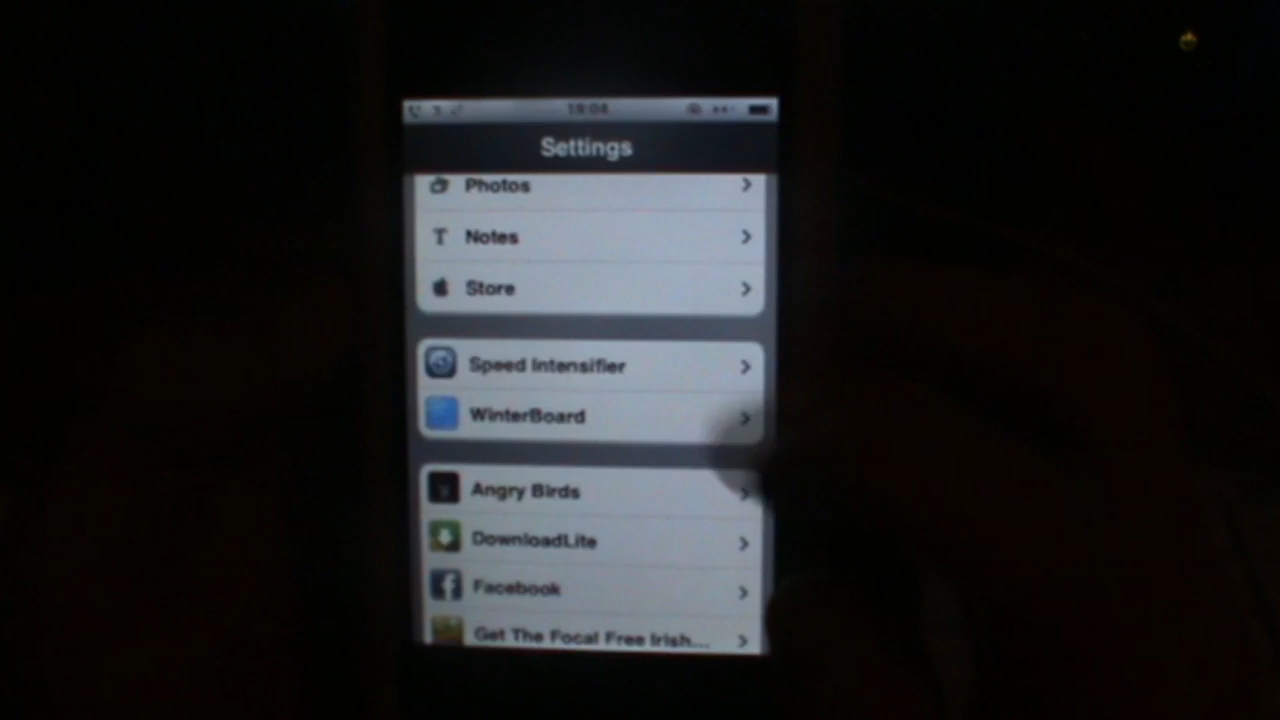 Settings
Photos
Notes
Store
Speed Intensifier
WinterBoard
Angry Birds
DownloadLite
Facebook
Get The Focal Free Irish...